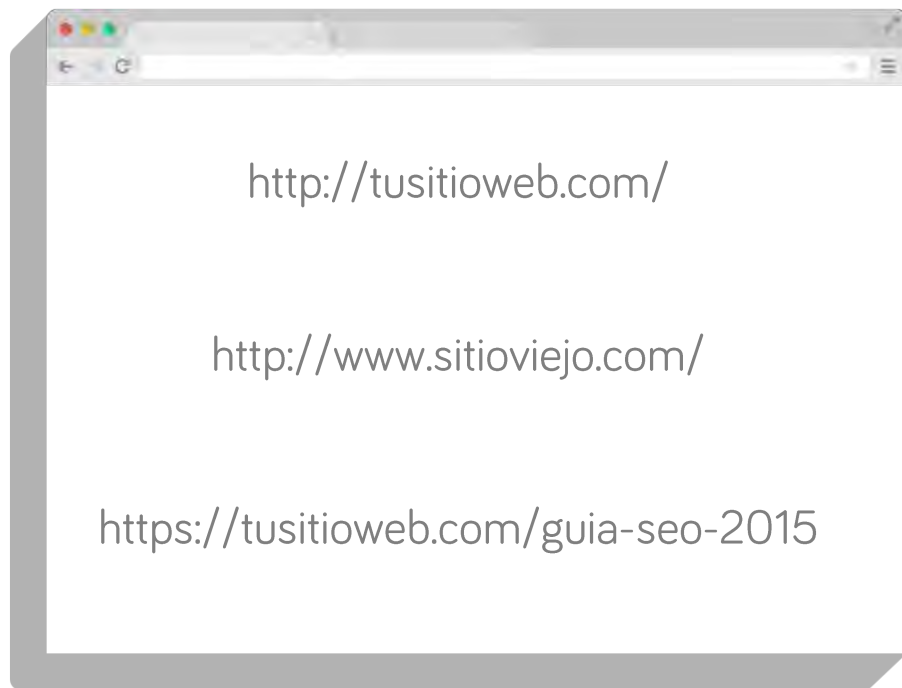 http://tusitioweb.com/
http://www.sitioviejo.com/
https://tusitioweb.com/guia-seo-2015